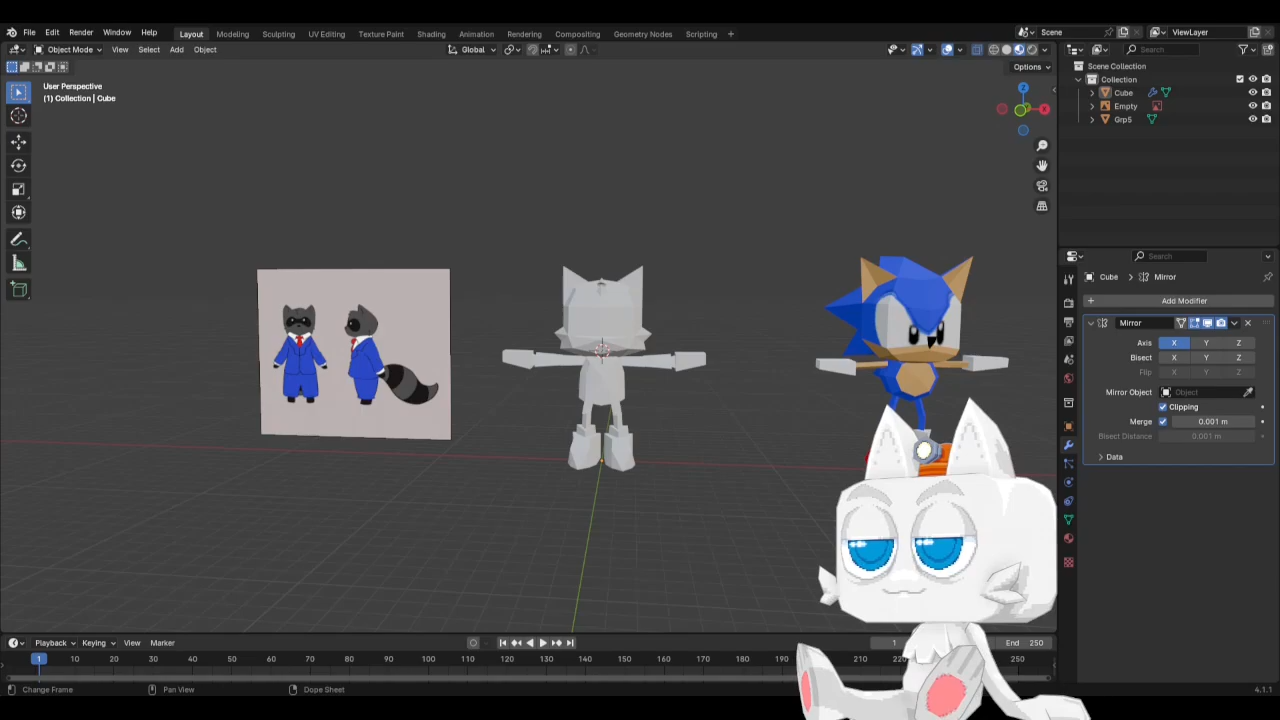 File Edit Render Window Help Layout Modeling Sculpting UV Editing Texture Paint Shading Animation Rendering Compositing Geometry Nodes Scripting + Scene ViewLayer
Object Mode View Select Add Object Global Search
Options
User Perspective
(1) Collection | Cube
Z
X
Scene Collection
Collection
Cube
Empty
Grp5
Search
Cube Mirror
+ Add Modifier
Mirror
Axis X Y Z
Bisect X Y Z
Flip X Y Z
Mirror Object Object
Clipping
Merge 0.001 m
Bisect Distance 0.001 m
Data
Playback Keying View Marker 1 End 250
1 10 20 30 40 50 60 70 80 90 100 110 120 130 140 150 160 170 180 190 200 210 250
Change Frame Pan View Dope Sheet 4.1.1